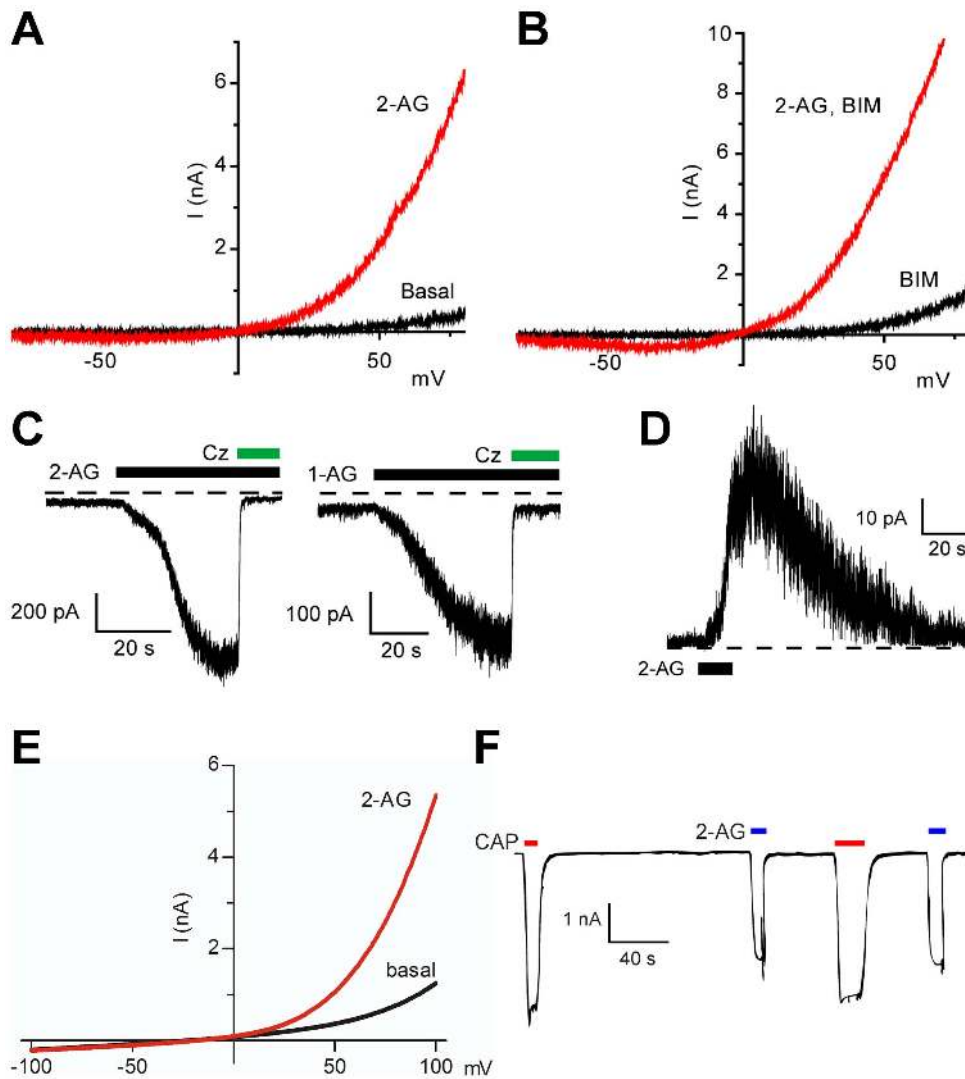 A
6
4
2
I (nA)
2-AG
Basal
-50
50
mV
B
10
8
6
4
2
I (nA)
2-AG, BIM
BIM
-50
50
mV
C
Cz
2-AG
200 pA
20 s
Cz
1-AG
100 pA
20 s
D
10 pA
20 s
2-AG
E
6
4
2
I (nA)
2-AG
basal
-100
-50
0
50
100
mV
F
CAP
2-AG
1 nA
40 s